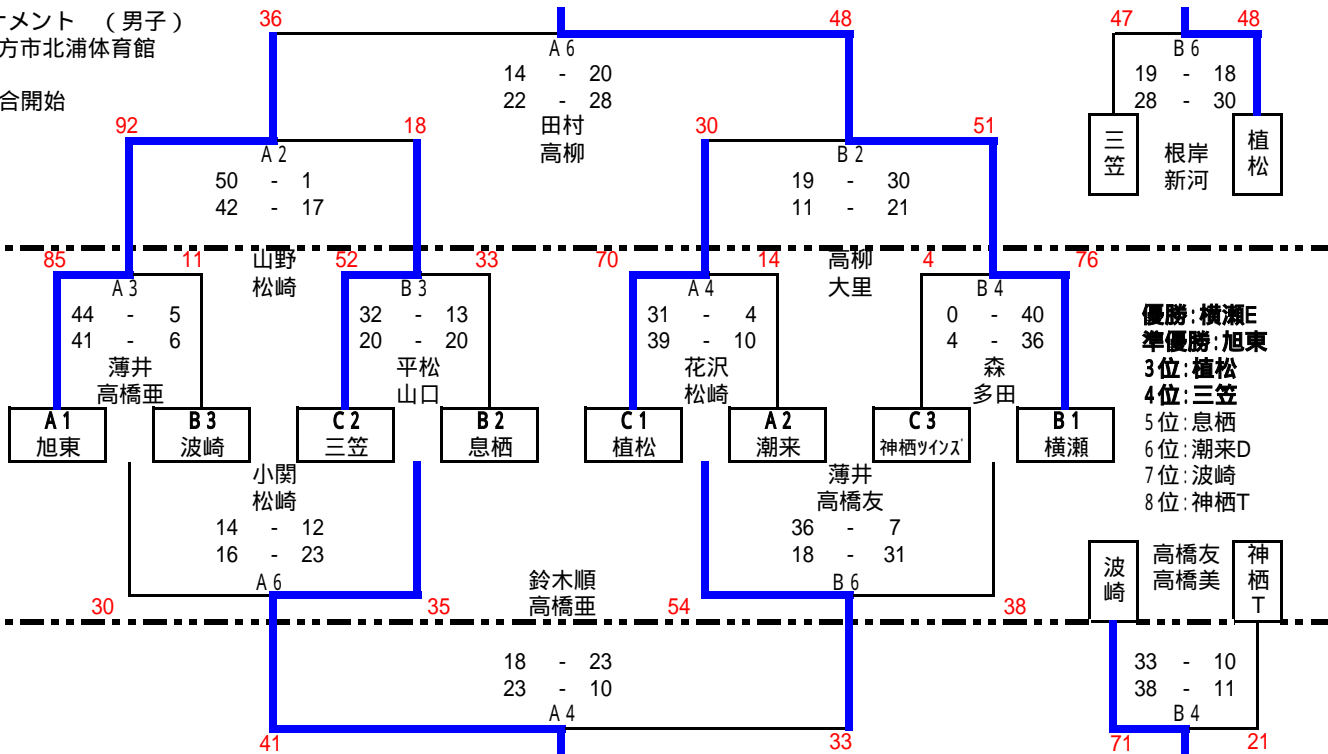 ナメント （男子）
方市北浦体育館
合開始
36 48
A6
14 - 20
22 - 28
田村
高柳
47 48
B6
19 - 18
28 - 30
三笠 植松
根岸
新河
92 18
A2
50 - 1
42 - 17
30 51
B2
19 - 30
11 - 21
山野
松崎
高柳
大里
85 11
A3
44 - 5
41 - 6
薄井
高橋亜
52 33
B3
32 - 13
20 - 20
平松
山口
70 14
A4
31 - 4
39 - 10
花沢
松崎
4 76
B4
0 - 40
4 - 36
森
多田
優勝:横瀬E
準優勝:旭東
3位:植松
4位:三笠
5位:息栖
6位:潮来D
7位:波崎
8位:神栖T
A1
旭東
B3
波崎
C2
三笠
B2
息栖
C1
植松
A2
潮来
C3
神栖ツインズ
B1
横瀬
小関
松崎
14 - 12
16 - 23
A6
30 35
薄井
高橋友
36 - 7
18 - 31
B6
54 38
鈴木順
高橋亜
18 - 23
23 - 10
A4
41 33
波崎 神栖T
高橋友
高橋美
33 - 10
38 - 11
B4
71 21